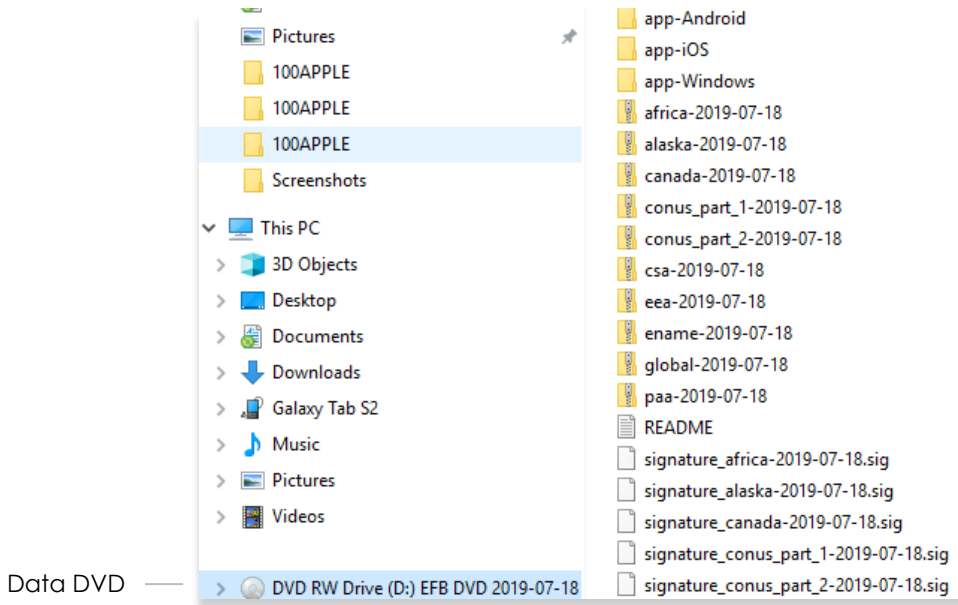 Pictures
100APPLE
100APPLE
100APPLE
Screenshots
This PC
3D Objects
Desktop
Documents
Downloads
Galaxy Tab S2
Music
Pictures
Videos
Data DVD
DVD RW Drive (D:) EFB DVD 2019-07-18
app-Android
app-iOS
app-Windows
africa-2019-07-18
alaska-2019-07-18
canada-2019-07-18
conus_part_1-2019-07-18
conus_part_2-2019-07-18
csa-2019-07-18
eea-2019-07-18
ename-2019-07-18
global-2019-07-18
paa-2019-07-18
README
signature_africa-2019-07-18.sig
signature_alaska-2019-07-18.sig
signature_canada-2019-07-18.sig
signature_conus_part_1-2019-07-18.sig
signature_conus_part_2-2019-07-18.sig